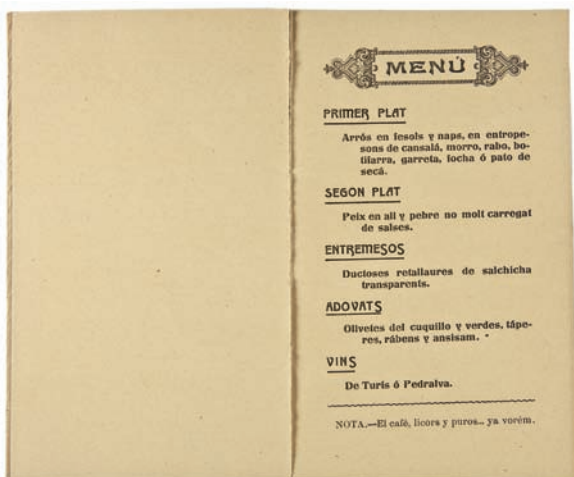 MENÚ
PRIMER PLAT
Arrós en fesols y naps, en entrope-
sons de cansalá, morro, rabo, bo-
tifarra, garreta, focha ó pato de
secá.
SEGON PLAT
Peix en all y pebre no molt carregat
de salses.
ENTREMESOS
Ductoses retallaures de salchicha
transparents.
ADOVATS
Olivetes del cuquillo y verdes, tápe-
res, rábens y ansisam.
VINS
De Turis ó Pedralva.
NOTA.—El café, licors y puros... ya vorém.